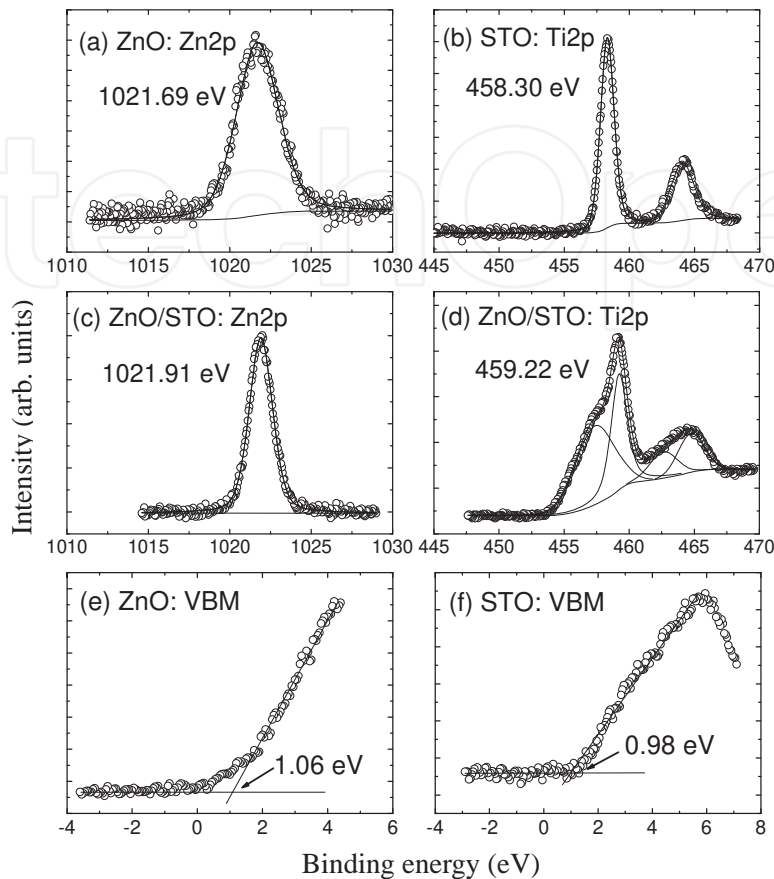 (a) ZnO: Zn2p
1021.69 eV
1010 1015 1020 1025 1030
(b) STO: Ti2p
458.30 eV
445 450 455 460 465 470
(c) ZnO/STO: Zn2p
1021.91 eV
1010 1015 1020 1025 1030
(d) ZnO/STO: Ti2p
459.22 eV
445 450 455 460 465 470
(e) ZnO: VBM
1.06 eV
-4 -2 0 2 4 6
(f) STO: VBM
0.98 eV
-4 -2 0 2 4 6 8
Intensity (arb. units)
Binding energy (eV)
techOpe